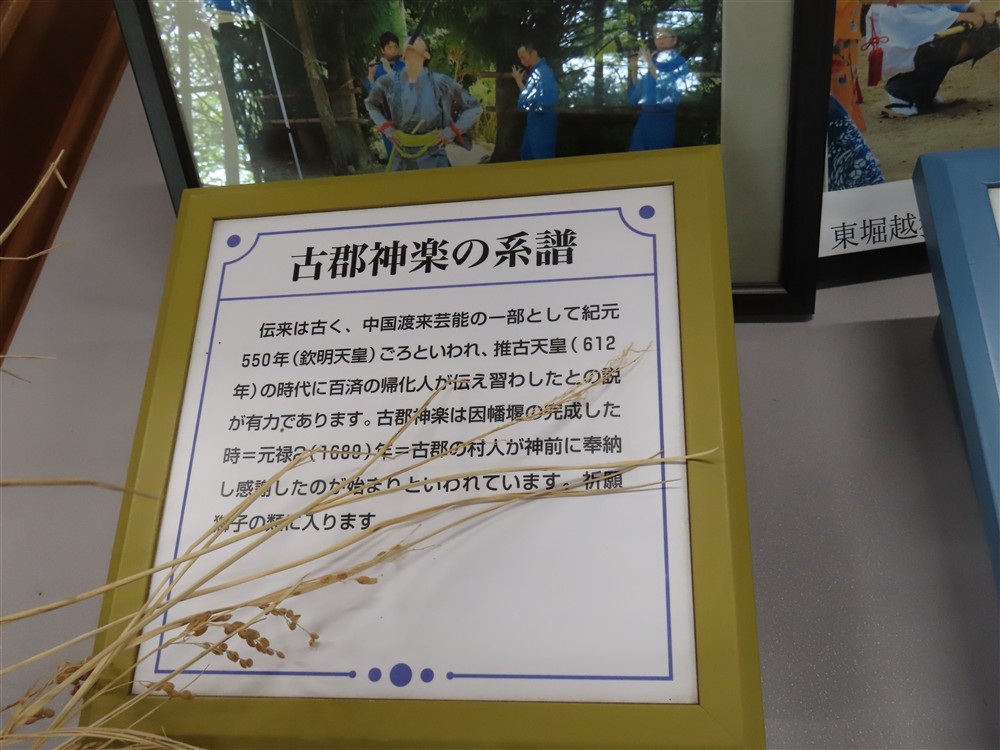 古郡神楽の系譜
伝来は古く、中国渡来芸能の一部として紀元
550年（欽明天皇）ごろといわれ、推古天皇（612
年）の時代に百済の帰化人が伝え習わしたとの説
が有力であります。古郡神楽は因幡堰の完成した
時＝元禄2（1689）年＝古郡の村人が神前に奉納
し感謝したのが始まりといわれています。祈願
獅子の類に入ります
東堀越